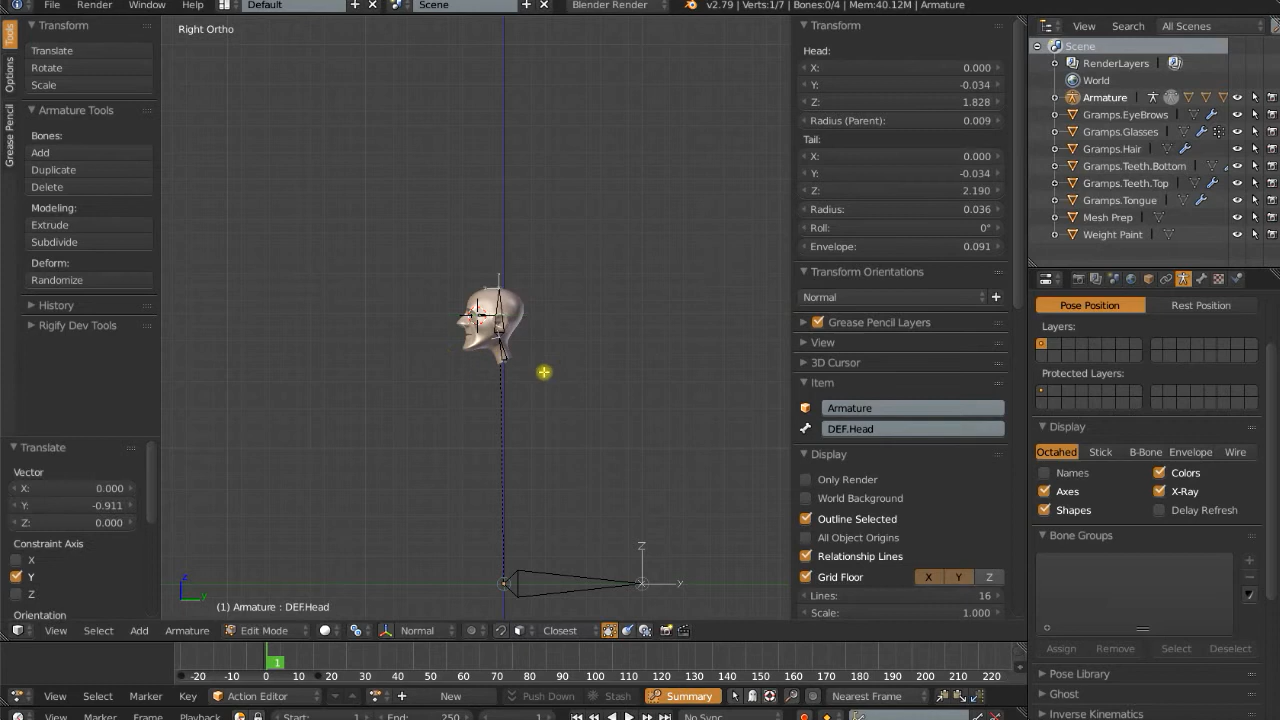 File Render Window Help Default Scene Blender Render v2.79 | Verts:1/7 | Bones:0/4 | Mem:40.12M | Armature
Tools
Options
Grease Pencil
Transform
Translate
Rotate
Scale
Armature Tools
Bones:
Add
Duplicate
Delete
Modeling:
Extrude
Subdivide
Deform:
Randomize
History
Rigify Dev Tools
Translate
Vector
X: 0.000
Y: -0.911
Z: 0.000
Constraint Axis
X
Y
Z
Orientation
Right Ortho
Z
Y
z
y
(1) Armature : DEF.Head
View Select Add Armature Edit Mode Normal Closest
Transform
Head:
X: 0.000
Y: -0.034
Z: 1.828
Radius (Parent): 0.009
Tail:
X: 0.000
Y: -0.034
Z: 2.190
Radius: 0.036
Roll: 0°
Envelope: 0.091
Transform Orientations
Normal
Grease Pencil Layers
View
3D Cursor
Item
Armature
DEF.Head
Display
Only Render
World Background
Outline Selected
All Object Origins
Relationship Lines
Grid Floor X Y Z
Lines: 16
Scale: 1.000
View Search All Scenes
Scene
RenderLayers
World
Armature
Gramps.EyeBrows
Gramps.Glasses
Gramps.Hair
Gramps.Teeth.Bottom
Gramps.Teeth.Top
Gramps.Tongue
Mesh Prep
Weight Paint
Pose Position Rest Position
Layers:
Protected Layers:
Display
Octahed Stick B-Bone Envelope Wire
Names Colors
Axes X-Ray
Shapes Delay Refresh
Bone Groups
Assign Remove Select Deselect
Pose Library
Ghost
Inverse Kinematics
1
-20 -10 0 10 20 30 40 50 60 70 80 90 100 110 120 130 140 150 160 170 180 190 200 210 220
View Select Marker Key Action Editor New Push Down Stash Summary Nearest Frame
View Marker Frame Playback Start: 1 End: 250 1 No Sync